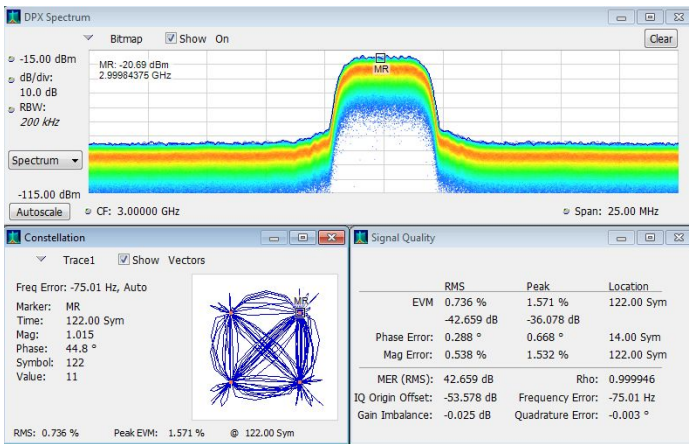 DPX Spectrum
Bitmap Show On Clear
-15.00 dBm
dB/div:
10.0 dB
RBW:
200 kHz
MR: -20.69 dBm
2.99984375 GHz
MR
Spectrum
-115.00 dBm
Autoscale CF: 3.00000 GHz Span: 25.00 MHz
Constellation
Trace1 Show Vectors
Freq Error: -75.01 Hz, Auto
Marker: MR
Time: 122.00 Sym
Mag: 1.015
Phase: 44.8 °
Symbol: 122
Value: 11
MR
RMS: 0.736 % Peak EVM: 1.571 % @ 122.00 Sym
Signal Quality
RMS Peak Location
EVM 0.736 % 1.571 % 122.00 Sym
-42.659 dB -36.078 dB
Phase Error: 0.288 ° 0.668 ° 14.00 Sym
Mag Error: 0.538 % 1.532 % 122.00 Sym
MER (RMS): 42.659 dB Rho: 0.999946
IQ Origin Offset: -53.578 dB Frequency Error: -75.01 Hz
Gain Imbalance: -0.025 dB Quadrature Error: -0.003 °